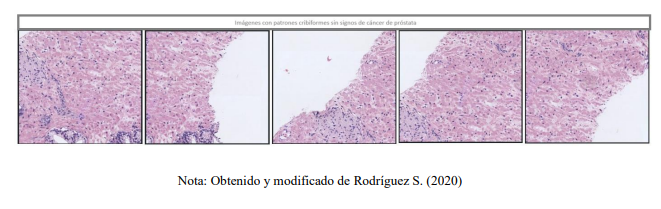 Imágenes con patrones cribiformes sin signos de cáncer de próstata
Nota: Obtenido y modificado de Rodríguez S. (2020)